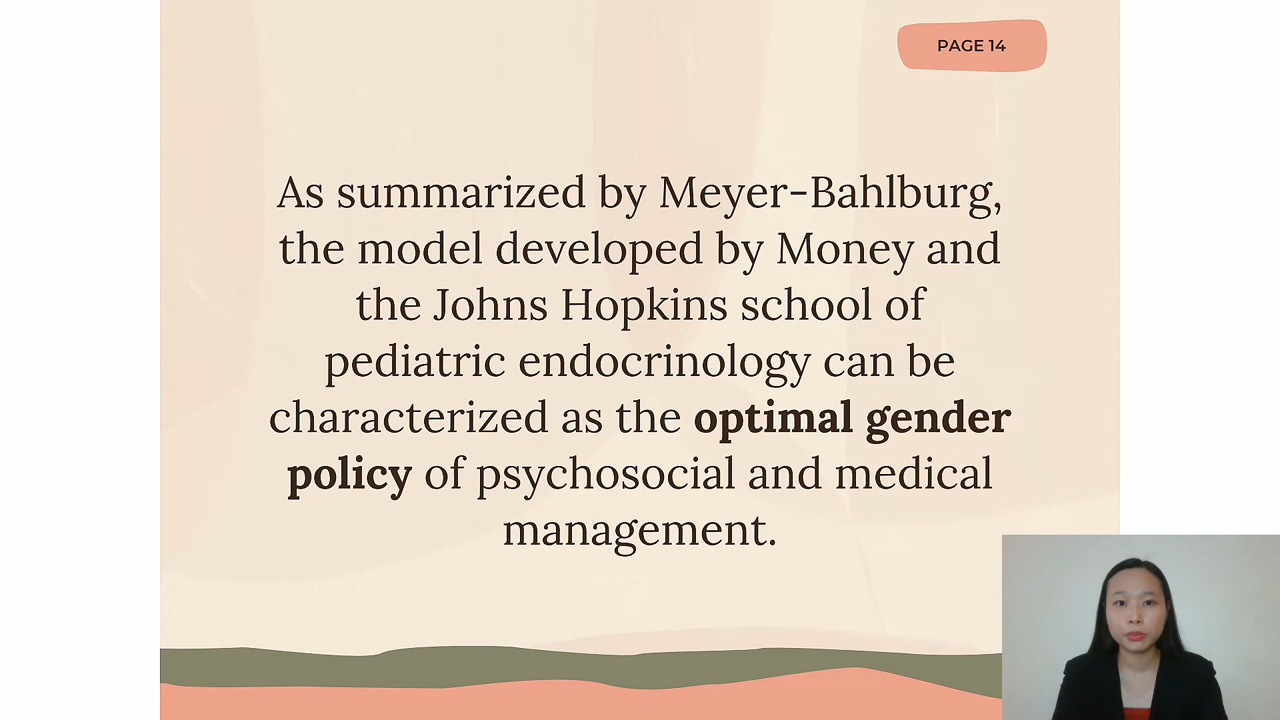 PAGE 14
As summarized by Meyer-Bahlburg,
the model developed by Money and
the Johns Hopkins school of
pediatric endocrinology can be
characterized as the optimal gender
policy of psychosocial and medical
management.